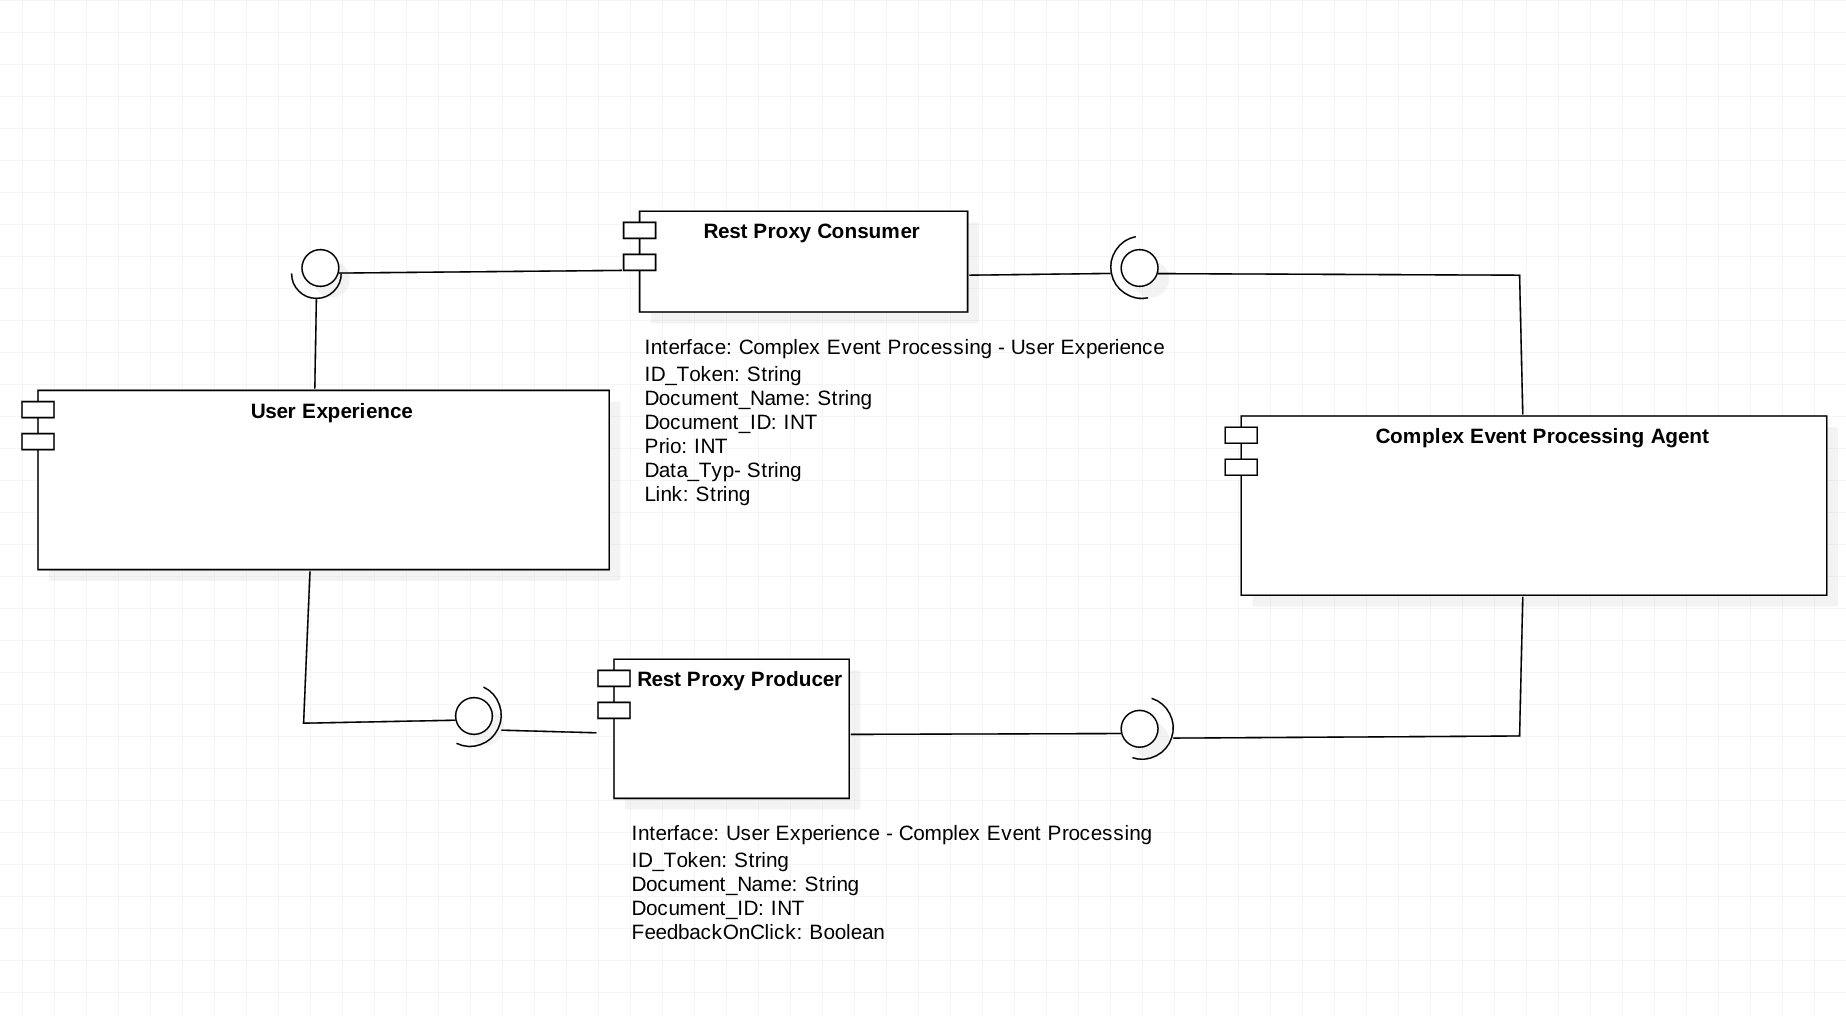 Rest Proxy Consumer
Interface: Complex Event Processing - User Experience
ID_Token: String
Document_Name: String
Document_ID: INT
Prio: INT
Data_Typ- String
Link: String
User Experience
Complex Event Processing Agent
Rest Proxy Producer
Interface: User Experience - Complex Event Processing
ID_Token: String
Document_Name: String
Document_ID: INT
FeedbackOnClick: Boolean